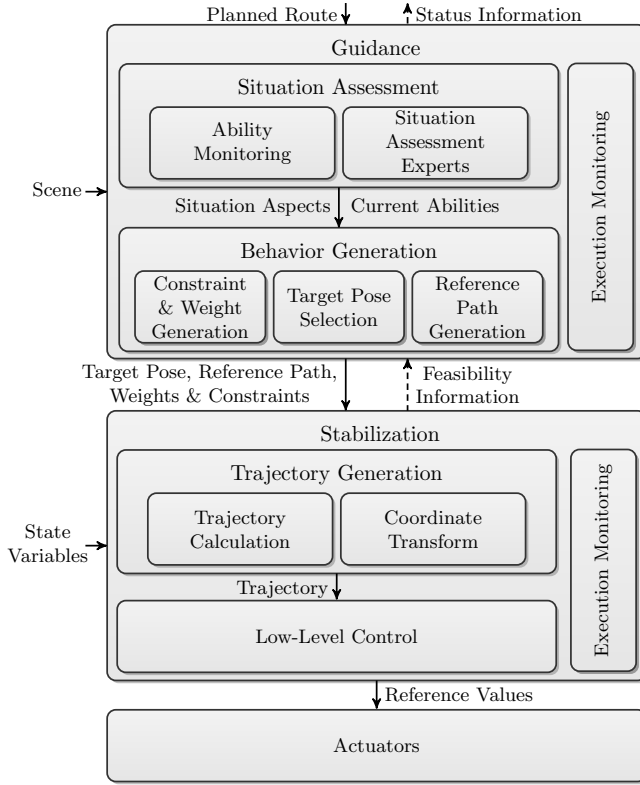 Planned Route
Status Information
Guidance
Situation Assessment
Ability
Monitoring
Situation
Assessment
Experts
Execution Monitoring
Scene
Situation Aspects
Current Abilities
Behavior Generation
Constraint
& Weight
Generation
Target Pose
Selection
Reference
Path
Generation
Target Pose, Reference Path,
Weights & Constraints
Feasibility
Information
Stabilization
Trajectory Generation
Trajectory
Calculation
Coordinate
Transform
Execution Monitoring
State
Variables
Trajectory
Low-Level Control
Reference Values
Actuators